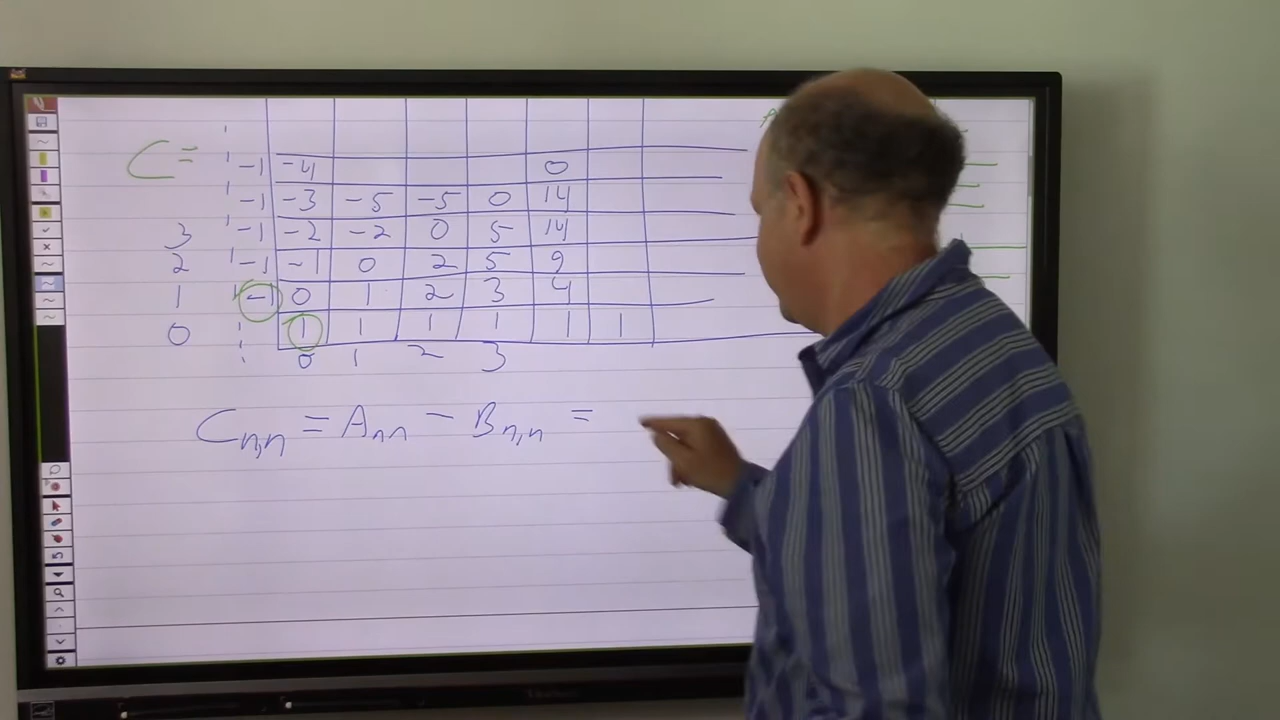 C =
-1 -4 0
-1 -3 -5 -5 0 14
3 -1 -2 -2 0 5 14
2 -1 -1 0 2 5 9
1 -1 0 1 2 3 4
0 1 1 1 1 1 1
0 1 2 3
C_{n,n} = A_{nn} - B_{n,n} =